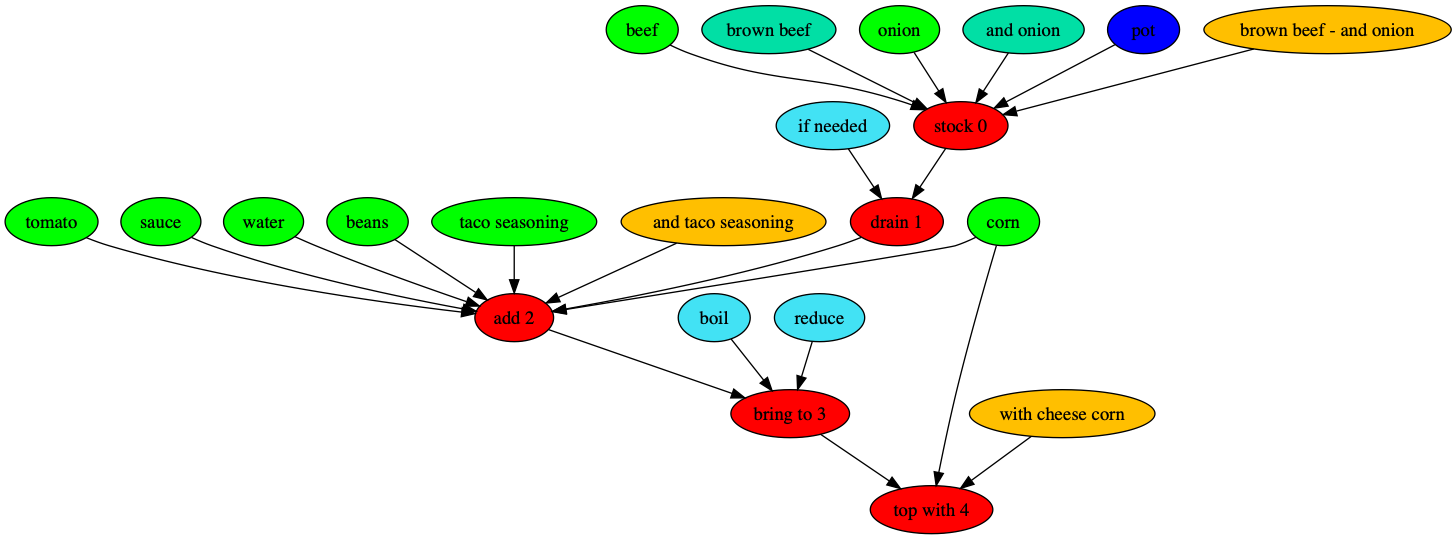 beef
brown beef
onion
and onion
pot
brown beef - and onion
if needed
stock 0
tomato
sauce
water
beans
taco seasoning
and taco seasoning
drain 1
corn
add 2
boil
reduce
bring to 3
with cheese corn
top with 4